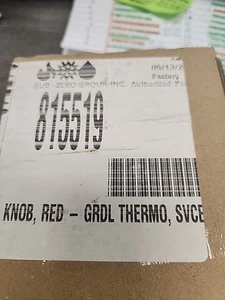 05/13/2
Factory
SUB-ZERO GROUP, INC. Authorized Pa
815519
KNOB, RED - GRDL THERMO, SVCE